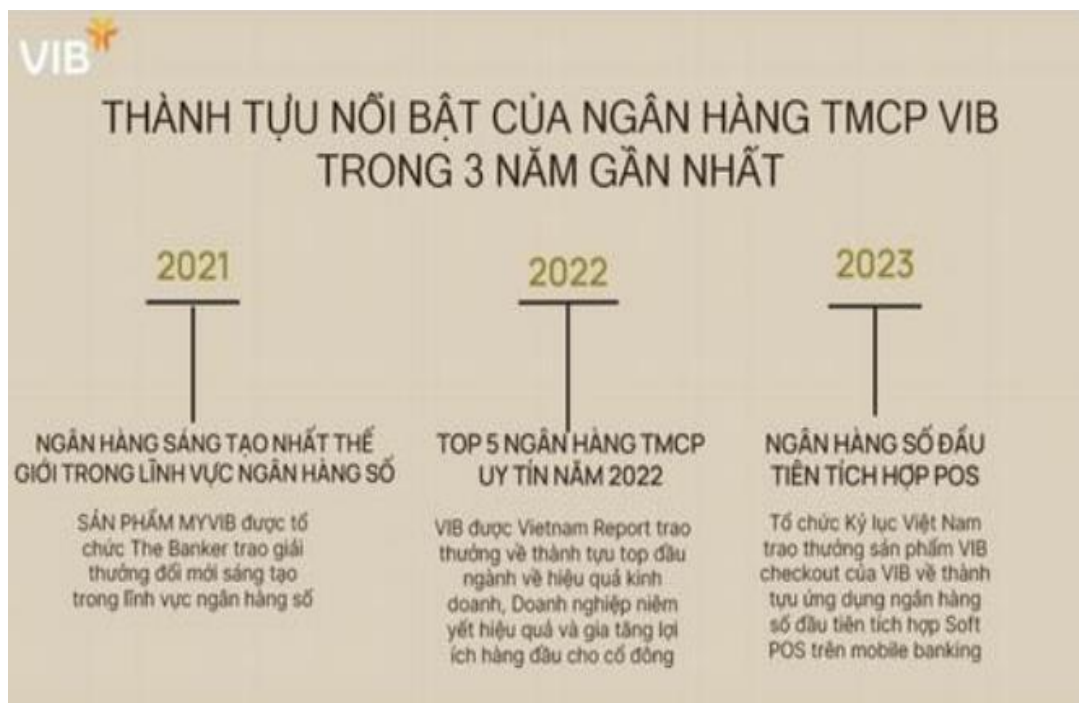 VIB
THÀNH TỰU NỔI BẬT CỦA NGÂN HÀNG TMCP VIB
TRONG 3 NĂM GẦN NHẤT
2021
NGÂN HÀNG SÁNG TẠO NHẤT THẾ
GIỚI TRONG LĨNH VỰC NGÂN HÀNG SỐ
SẢN PHẨM MYVIB được tổ
chức The Banker trao giải
thưởng đổi mới sáng tạo
trong lĩnh vực ngân hàng số
2022
TOP 5 NGÂN HÀNG TMCP
UY TÍN NĂM 2022
VIB được Vietnam Report trao
thưởng về thành tựu top đầu
ngành về hiệu quả kinh
doanh, Doanh nghiệp niêm
yết hiệu quả và gia tăng lợi
ích hàng đầu cho cổ đông
2023
NGÂN HÀNG SỐ ĐẦU
TIÊN TÍCH HỢP POS
Tổ chức Kỷ lục Việt Nam
trao thưởng sản phẩm VIB
checkout của VIB về thành
tựu ứng dụng ngân hàng
số đầu tiên tích hợp Soft
POS trên mobile banking